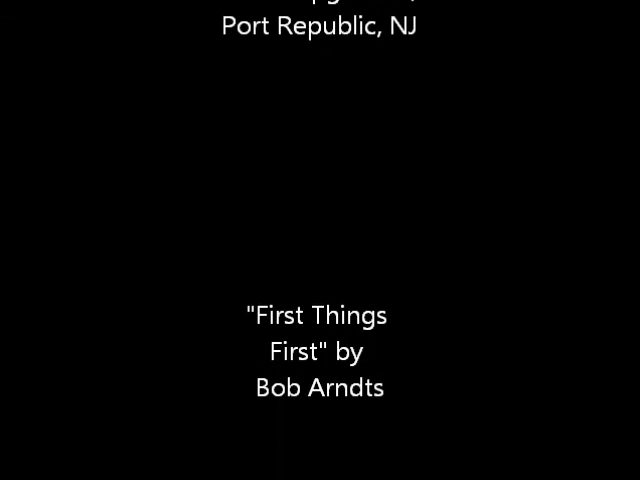 Port Republic, NJ
"First Things
First" by
Bob Arndts